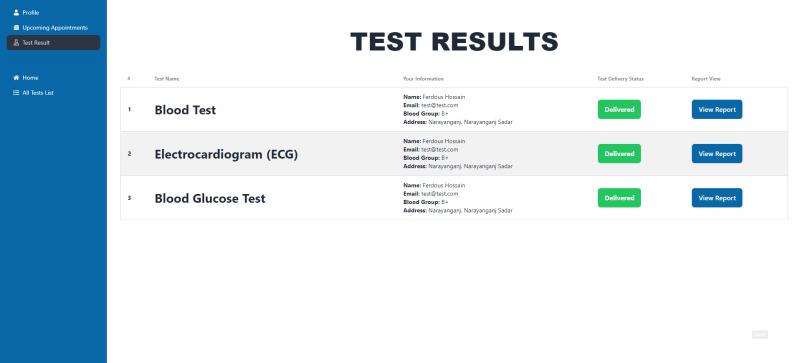 Profile
Upcoming Appointments
Test Result
Home
All Tests List
TEST RESULTS
# Test Name Your Information Test Delivery Status Report View
1 Blood Test
Name: Ferdous Hossain
Email: test@test.com
Blood Group: B+
Address: Narayanganj, Narayanganj Sadar
Delivered View Report
2 Electrocardiogram (ECG)
Name: Ferdous Hossain
Email: test@test.com
Blood Group: B+
Address: Narayanganj, Narayanganj Sadar
Delivered View Report
3 Blood Glucose Test
Name: Ferdous Hossain
Email: test@test.com
Blood Group: B+
Address: Narayanganj, Narayanganj Sadar
Delivered View Report